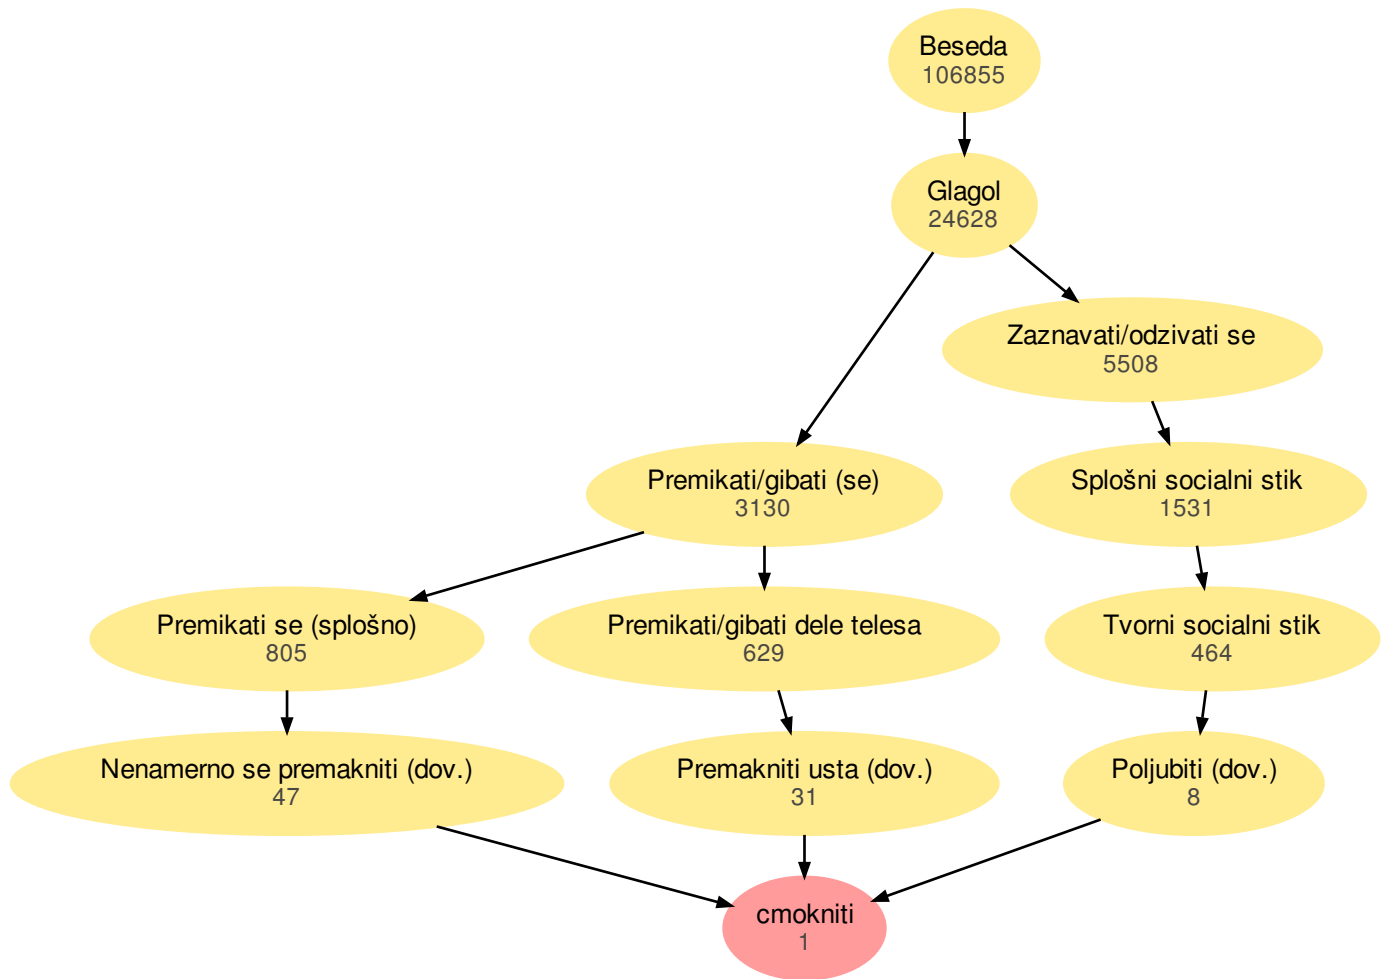 Beseda
106855
Glagol
24628
Zaznavati/odzivati se
5508
Premikati/gibati (se)
3130
Splošni socialni stik
1531
Premikati se (splošno)
805
Premikati/gibati dele telesa
629
Tvorni socialni stik
464
Nenamerno se premakniti (dov.)
47
Premakniti usta (dov.)
31
Poljubiti (dov.)
8
cmokniti
1